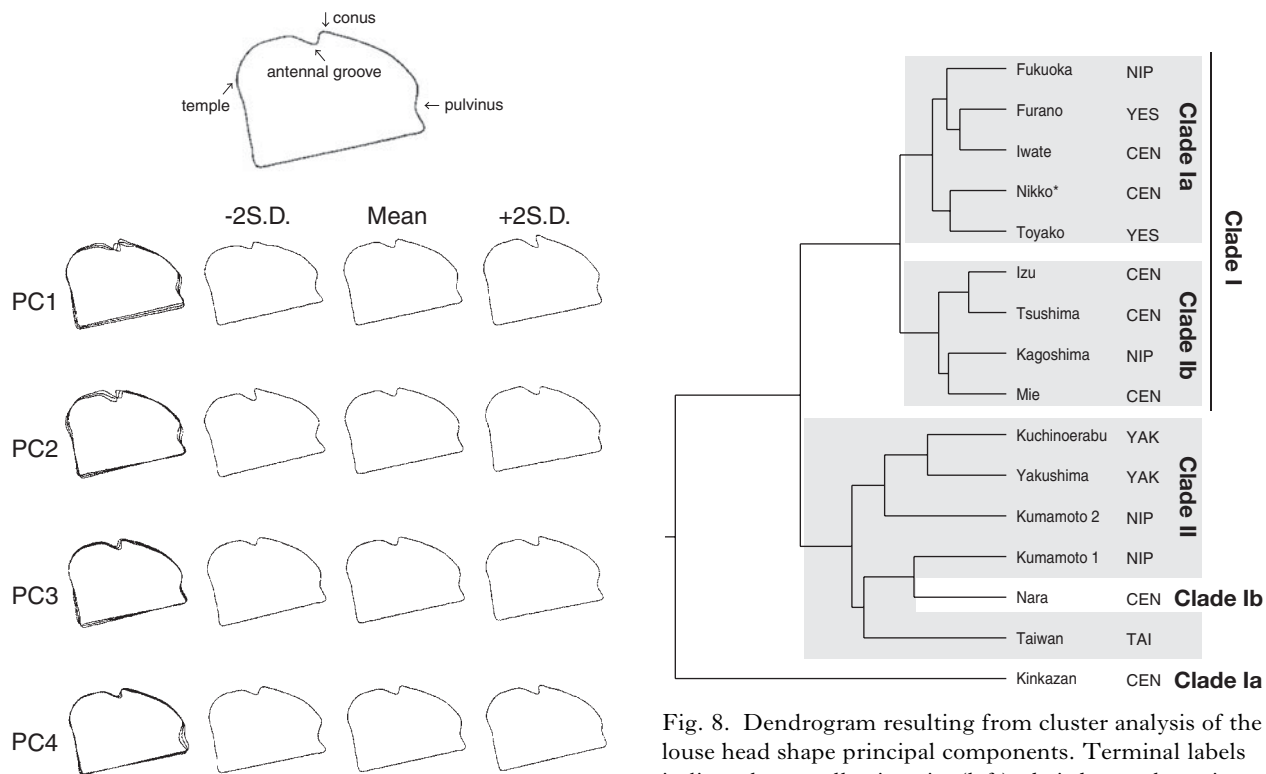 ↓ conus
antennal groove
temple
← pulvinus
-2S.D. Mean +2S.D.
PC1
PC2
PC3
PC4
Fukuoka NIP
Furano YES
Iwate CEN
Nikko* CEN
Toyako YES
Clade Ia
Izu CEN
Tsushima CEN
Kagoshima NIP
Mie CEN
Clade Ib
Clade I
Kuchinoerabu YAK
Yakushima YAK
Kumamoto 2 NIP
Kumamoto 1 NIP
Clade II
Nara CEN Clade Ib
Taiwan TAI
Kinkazan CEN Clade Ia
Fig. 8. Dendrogram resulting from cluster analysis of the
louse head shape principal components. Terminal labels